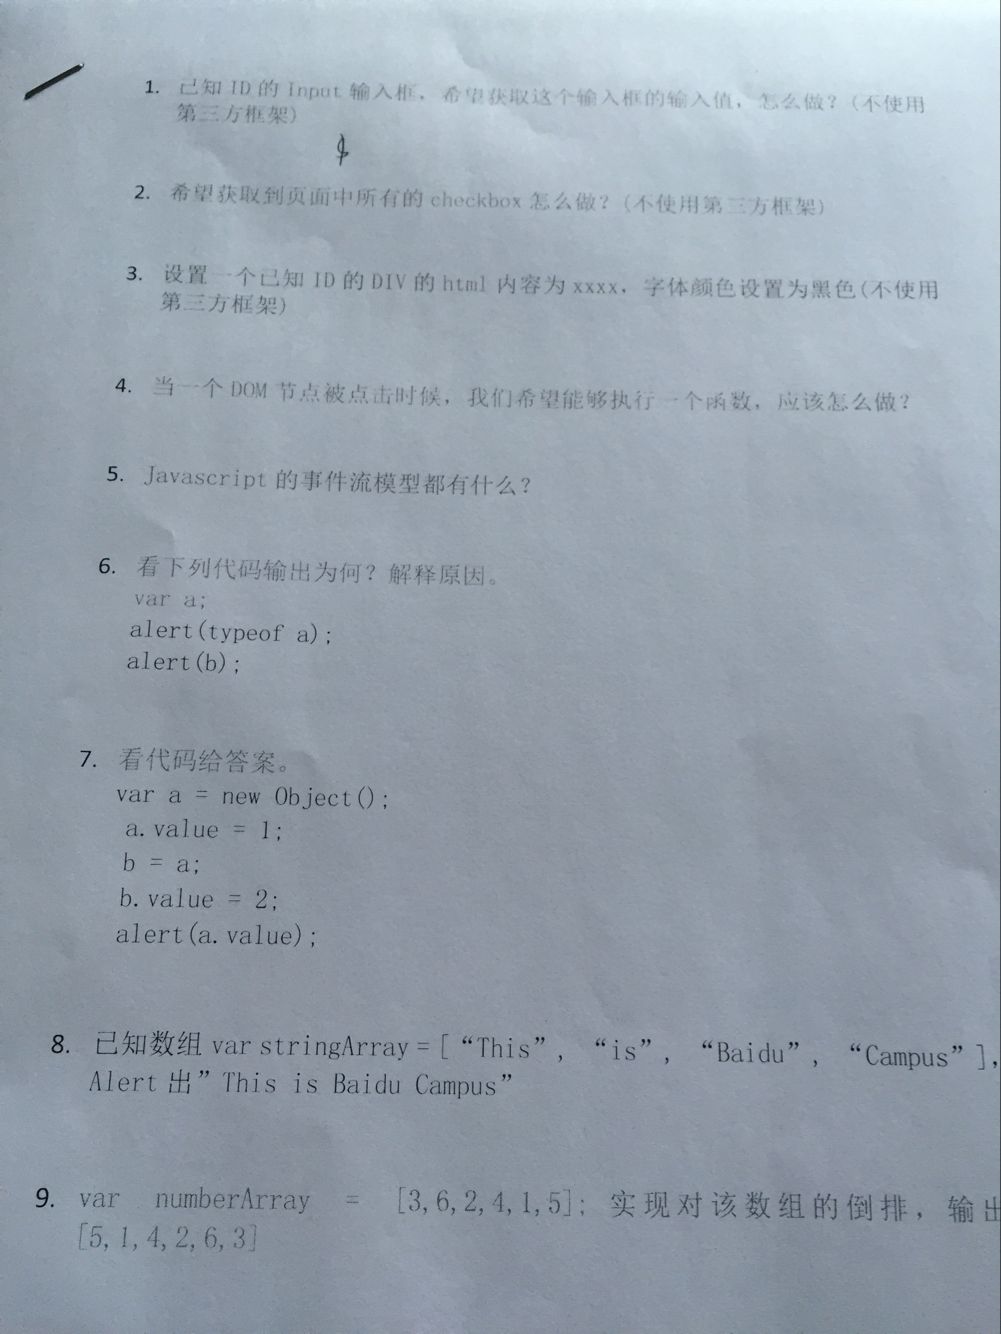 1. 已知 ID 的 Input 输入框，希望获取这个输入框的输入值，怎么做？(不使用
第三方框架)
2. 希望获取到页面中所有的 checkbox 怎么做？(不使用第三方框架)
3. 设置一个已知 ID 的 DIV 的 html 内容为 xxxx，字体颜色设置为黑色(不使用
第三方框架)
4. 当一个 DOM 节点被点击时候，我们希望能够执行一个函数，应该怎么做？
5. Javascript 的事件流模型都有什么？
6. 看下列代码输出为何？解释原因。
var a;
alert(typeof a);
alert(b);
7. 看代码给答案。
var a = new Object();
a.value = 1;
b = a;
b.value = 2;
alert(a.value);
8. 已知数组 var stringArray = [“This”, “is”, “Baidu”, “Campus”]，
Alert 出”This is Baidu Campus”
9. var numberArray = [3,6,2,4,1,5]; 实现对该数组的倒排，输出
[5,1,4,2,6,3]